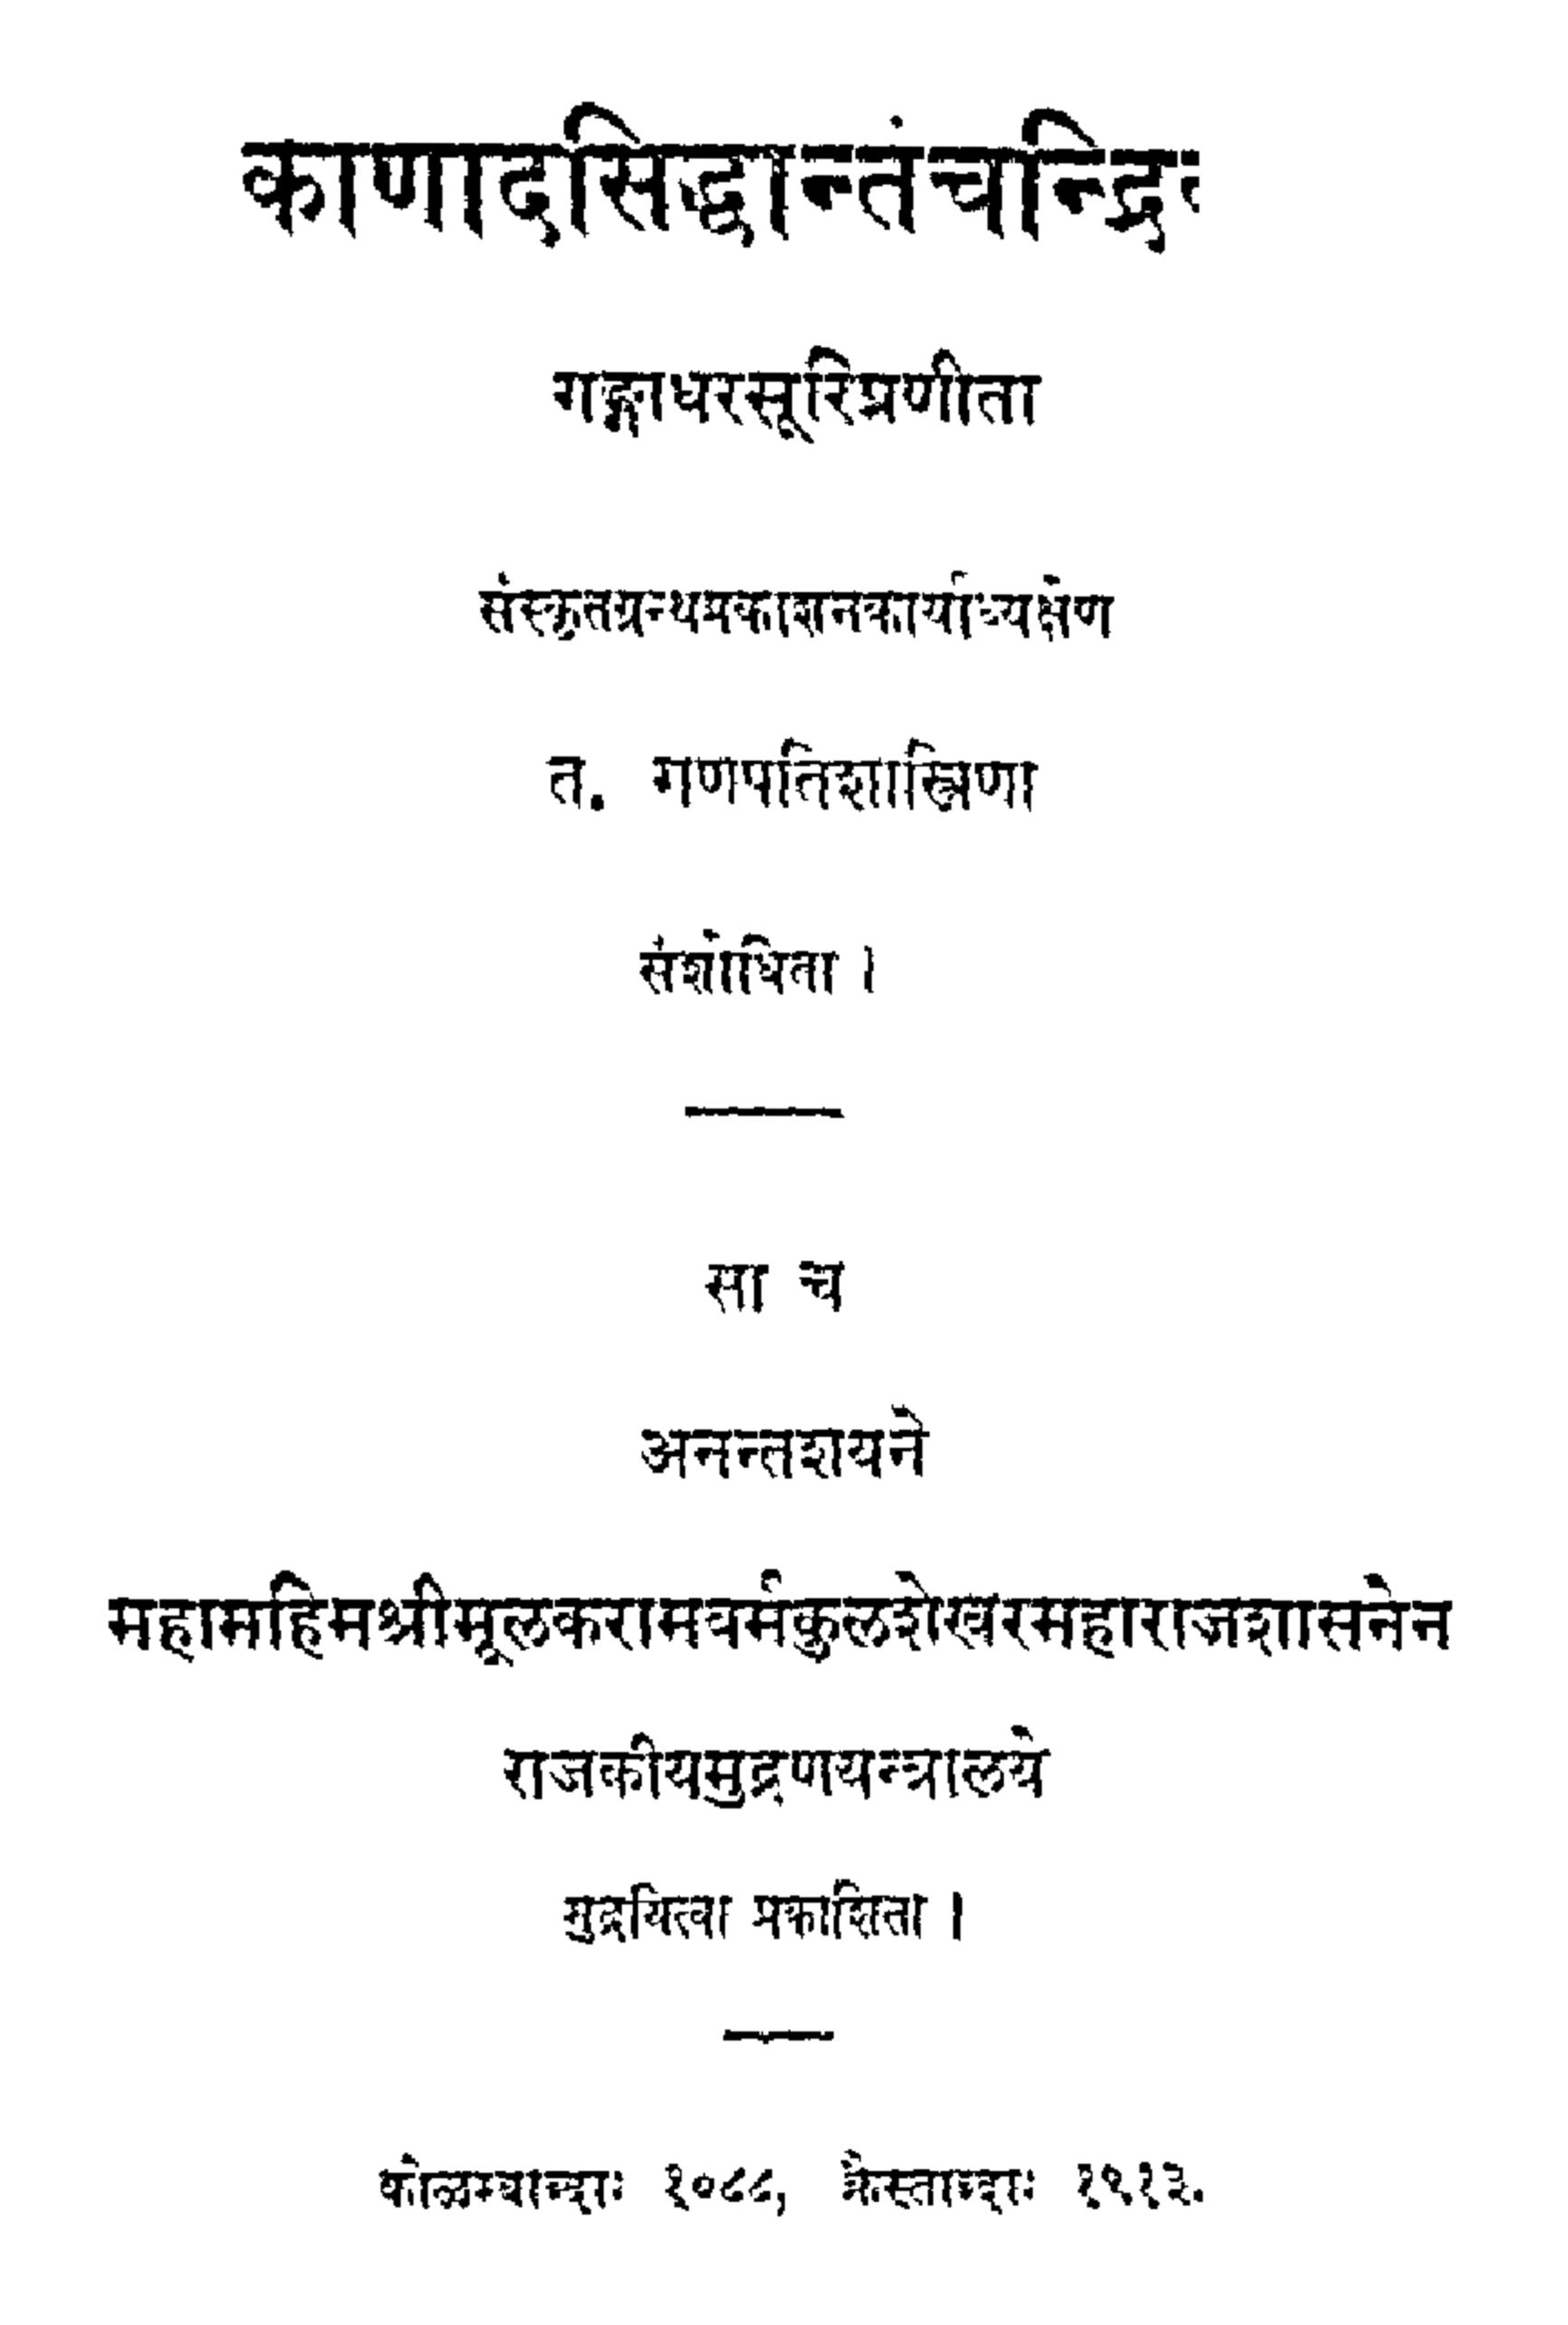 काणादसिद्धान्तचन्द्रि
गङ्गाधरसूरिप्रणीता
संस्कृतग्रन्थप्रकाशनकार्याध्यक्षेण
त. गणपतिशास्त्रिणा
संशोधिता ।
सा च
अनन्तशयने
महामहिमश्रीमूलकरामवर्मकुलशेखरमहाराजशासनेन
राजकीयमुद्रणयन्त्रालये
मुद्रयित्वा प्रकाशिता ।
कोळम्बाब्दाः १०८८, क्रैस्ताब्दाः १९१३.